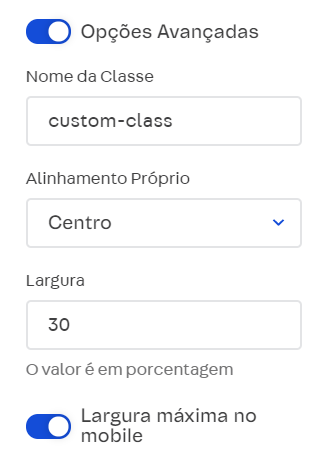 Opções Avançadas
Nome da Classe
custom-class
Alinhamento Próprio
Centro
Largura
30
O valor é em porcentagem
Largura máxima no
mobile